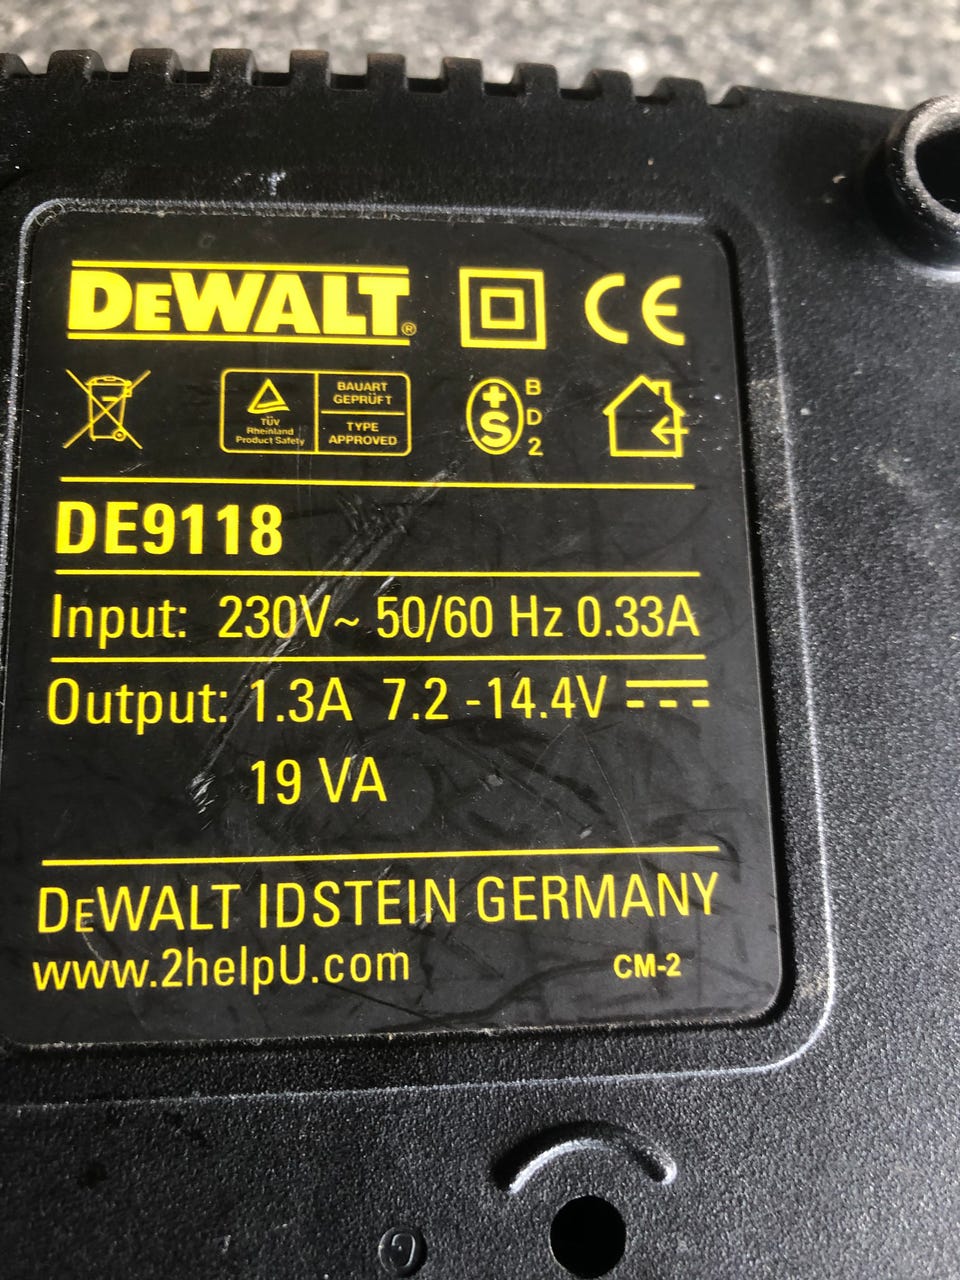 DEWALT®
CE
TÜV
Rheinland
Product Safety
BAUART
GEPRÜFT
TYPE
APPROVED
+S
B
D
2
DE9118
Input: 230V~ 50/60 Hz 0.33A
Output: 1.3A 7.2 -14.4V
19 VA
DEWALT IDSTEIN GERMANY
www.2helpU.com
CM-2